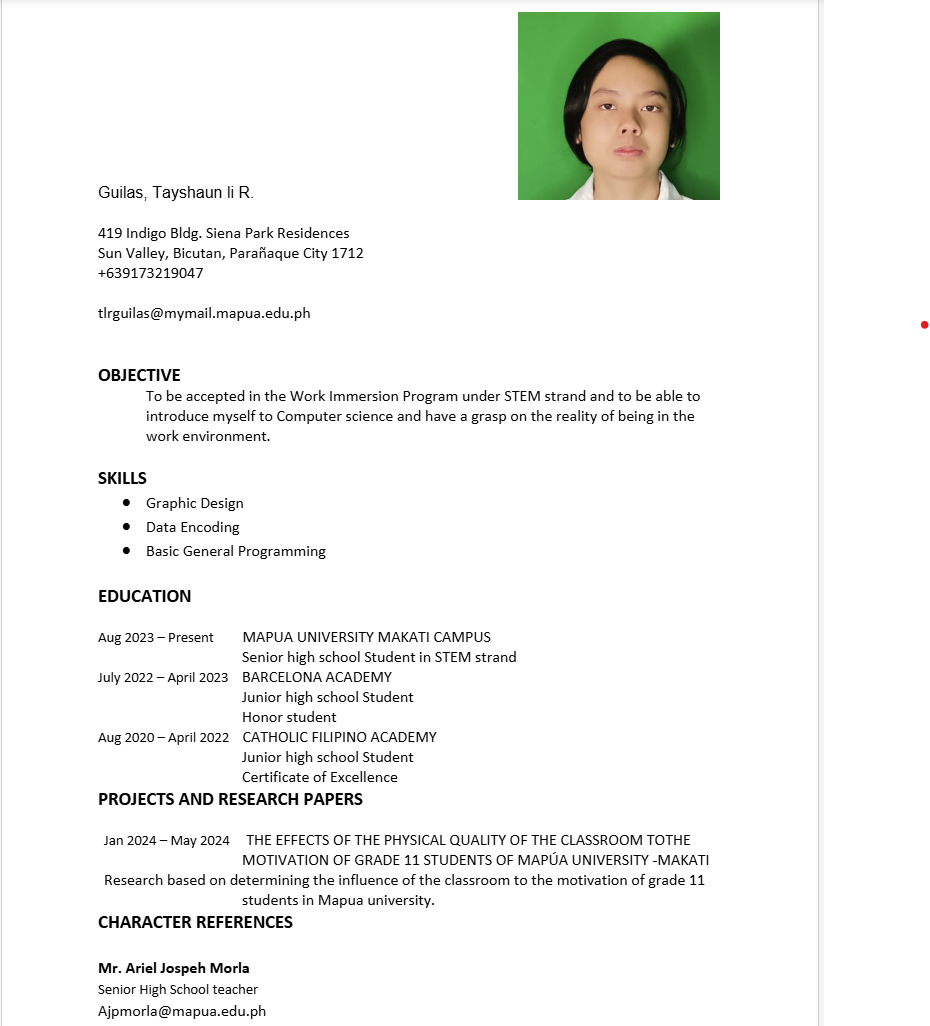 Guilas, Tayshaun Ii R.
419 Indigo Bldg. Siena Park Residences
Sun Valley, Bicutan, Parañaque City 1712
+639173219047
tlrguilas@mymail.mapua.edu.ph
OBJECTIVE
To be accepted in the Work Immersion Program under STEM strand and to be able to
introduce myself to Computer science and have a grasp on the reality of being in the
work environment.
SKILLS
● Graphic Design
● Data Encoding
● Basic General Programming
EDUCATION
Aug 2023 – Present MAPUA UNIVERSITY MAKATI CAMPUS
Senior high school Student in STEM strand
July 2022 – April 2023 BARCELONA ACADEMY
Junior high school Student
Honor student
Aug 2020 – April 2022 CATHOLIC FILIPINO ACADEMY
Junior high school Student
Certificate of Excellence
PROJECTS AND RESEARCH PAPERS
Jan 2024 – May 2024 THE EFFECTS OF THE PHYSICAL QUALITY OF THE CLASSROOM TOTHE
MOTIVATION OF GRADE 11 STUDENTS OF MAPÚA UNIVERSITY -MAKATI
Research based on determining the influence of the classroom to the motivation of grade 11
students in Mapua university.
CHARACTER REFERENCES
Mr. Ariel Jospeh Morla
Senior High School teacher
Ajpmorla@mapua.edu.ph